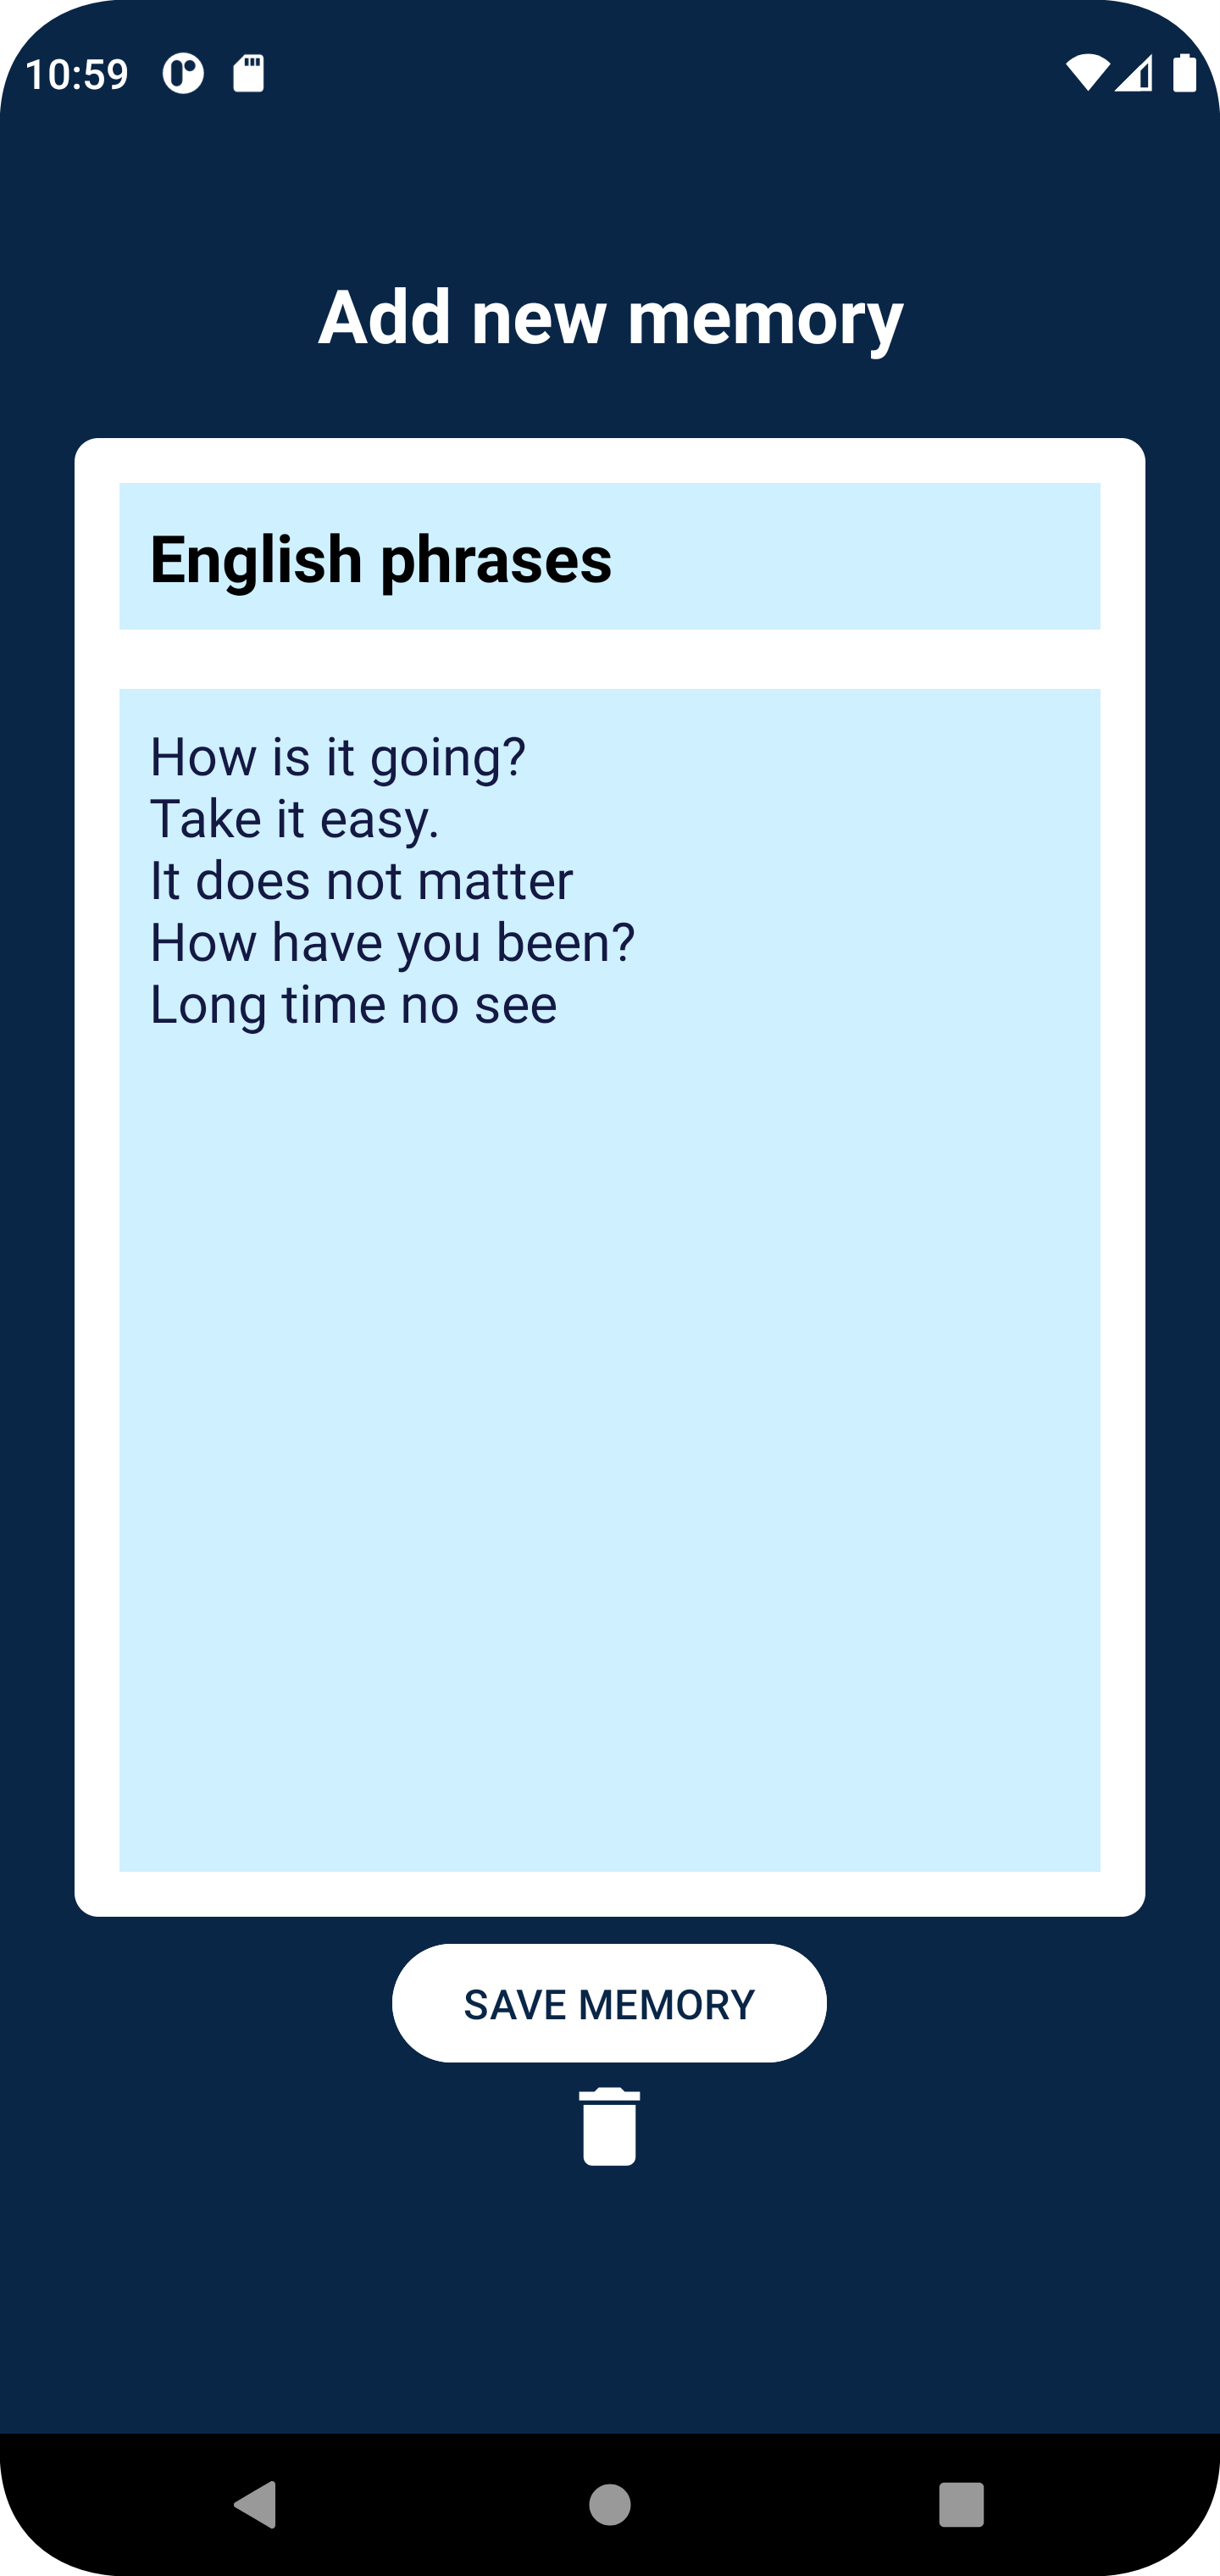 10:59
Add new memory
English phrases
How is it going?
Take it easy.
It does not matter
How have you been?
Long time no see
SAVE MEMORY